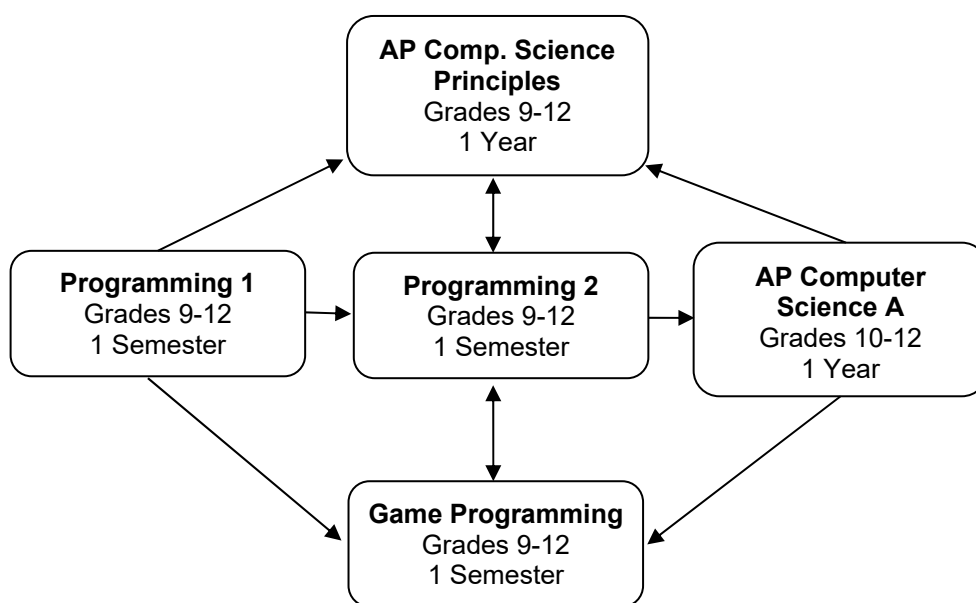 AP Comp. Science
Principles
Grades 9-12
1 Year
Programming 1
Grades 9-12
1 Semester
Programming 2
Grades 9-12
1 Semester
AP Computer
Science A
Grades 10-12
1 Year
Game Programming
Grades 9-12
1 Semester